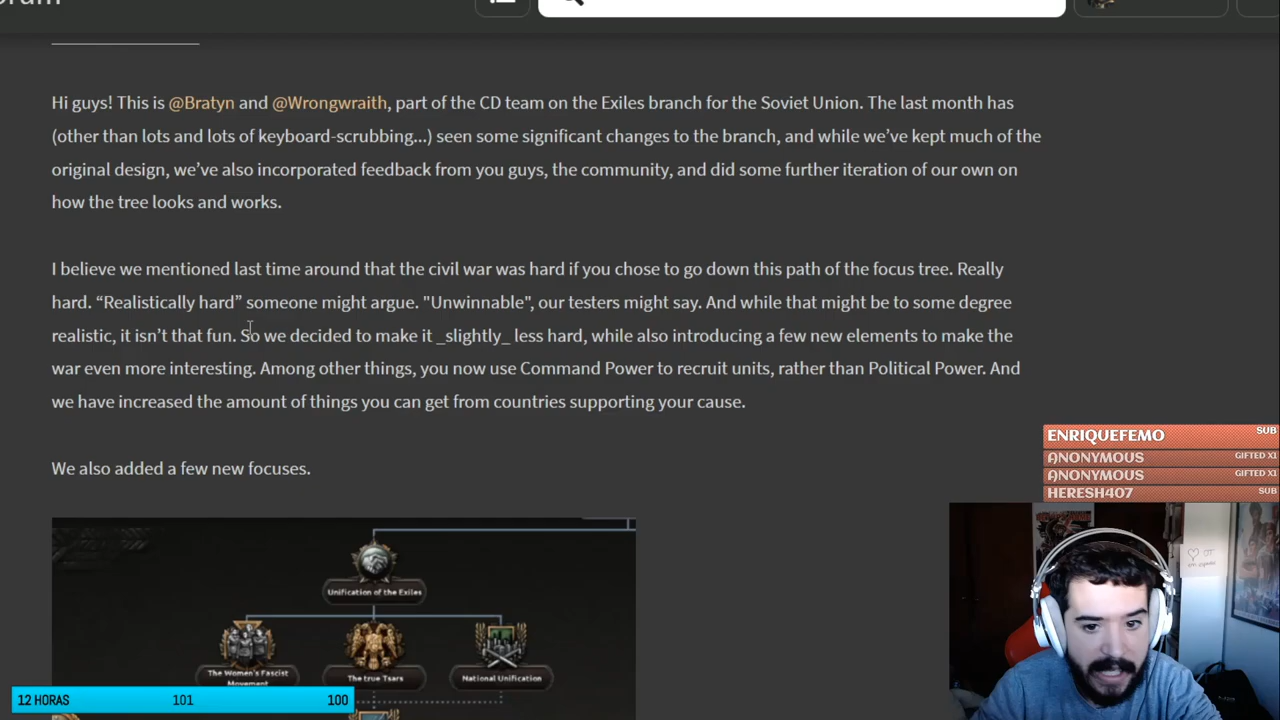 Hi guys! This is @Bratyn and @Wrongwraith, part of the CD team on the Exiles branch for the Soviet Union. The last month has
(other than lots and lots of keyboard-scrubbing...) seen some significant changes to the branch, and while we’ve kept much of the
original design, we’ve also incorporated feedback from you guys, the community, and did some further iteration of our own on
how the tree looks and works.
I believe we mentioned last time around that the civil war was hard if you chose to go down this path of the focus tree. Really
hard. “Realistically hard” someone might argue. "Unwinnable", our testers might say. And while that might be to some degree
realistic, it isn’t that fun. So we decided to make it _slightly_ less hard, while also introducing a few new elements to make the
war even more interesting. Among other things, you now use Command Power to recruit units, rather than Political Power. And
we have increased the amount of things you can get from countries supporting your cause.
We also added a few new focuses.
Unification of the Exiles
The Women's Fascist
Movement
The true Tsars
National Unification
ENRIQUEFEMO SUB
ANONYMOUS GIFTED X1
ANONYMOUS GIFTED X1
HERESH407 SUB
12 HORAS 101 100